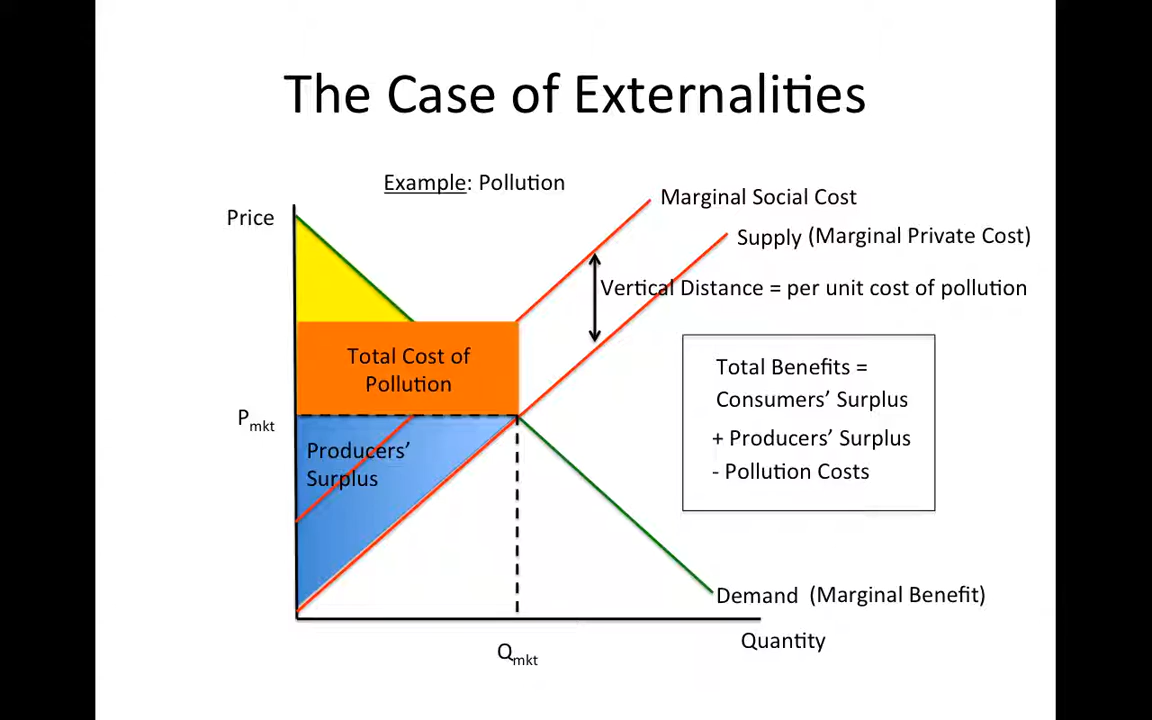 The Case of Externalities
Example: Pollution
Marginal Social Cost
Price
Supply (Marginal Private Cost)
Vertical Distance = per unit cost of pollution
Total Cost of
Pollution
Total Benefits =
Consumers' Surplus
+ Producers' Surplus
- Pollution Costs
Pmkt
Producers'
Surplus
Demand (Marginal Benefit)
Quantity
Qmkt